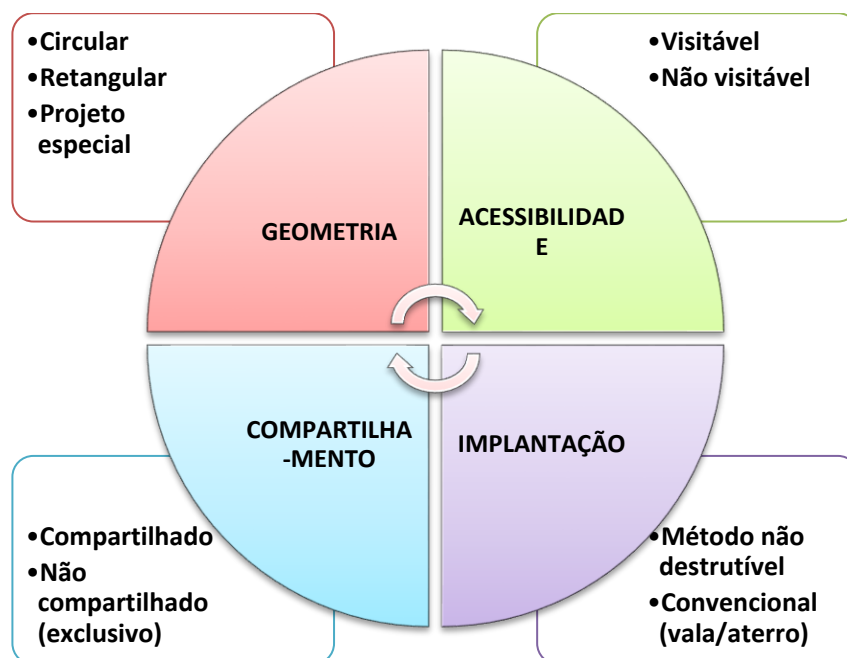 •Circular
•Retangular
•Projeto
especial
•Visitável
•Não visitável
GEOMETRIA
ACESSIBILIDAD
E
COMPARTILHA
-MENTO
IMPLANTAÇÃO
•Compartilhado
•Não
compartilhado
(exclusivo)
•Método não
destrutível
•Convencional
(vala/aterro)